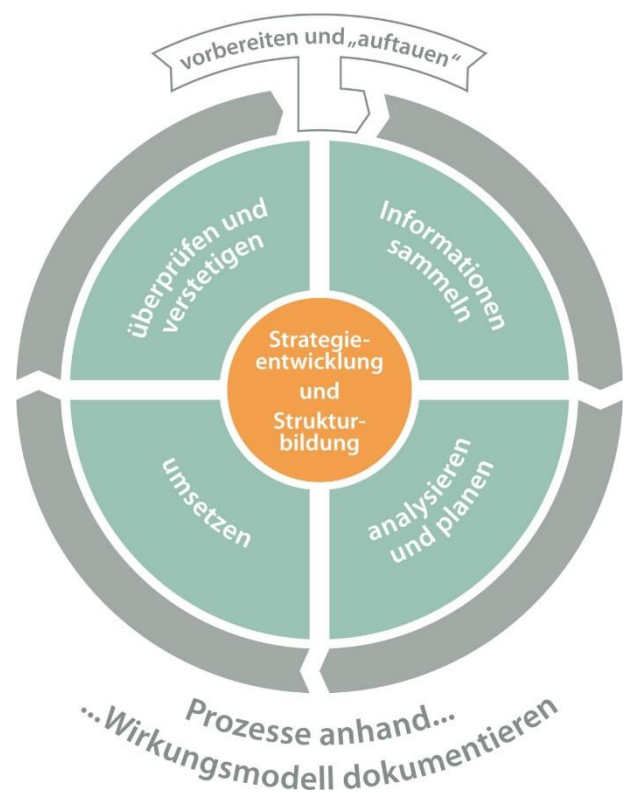 vorbereiten und „auftauen“
Informationen
sammeln
analysieren
und planen
umsetzen
überprüfen und
verstetigen
Strategie-
entwicklung
und
Struktur-
bildung
Prozesse anhand...
...Wirkungsmodell dokumentieren